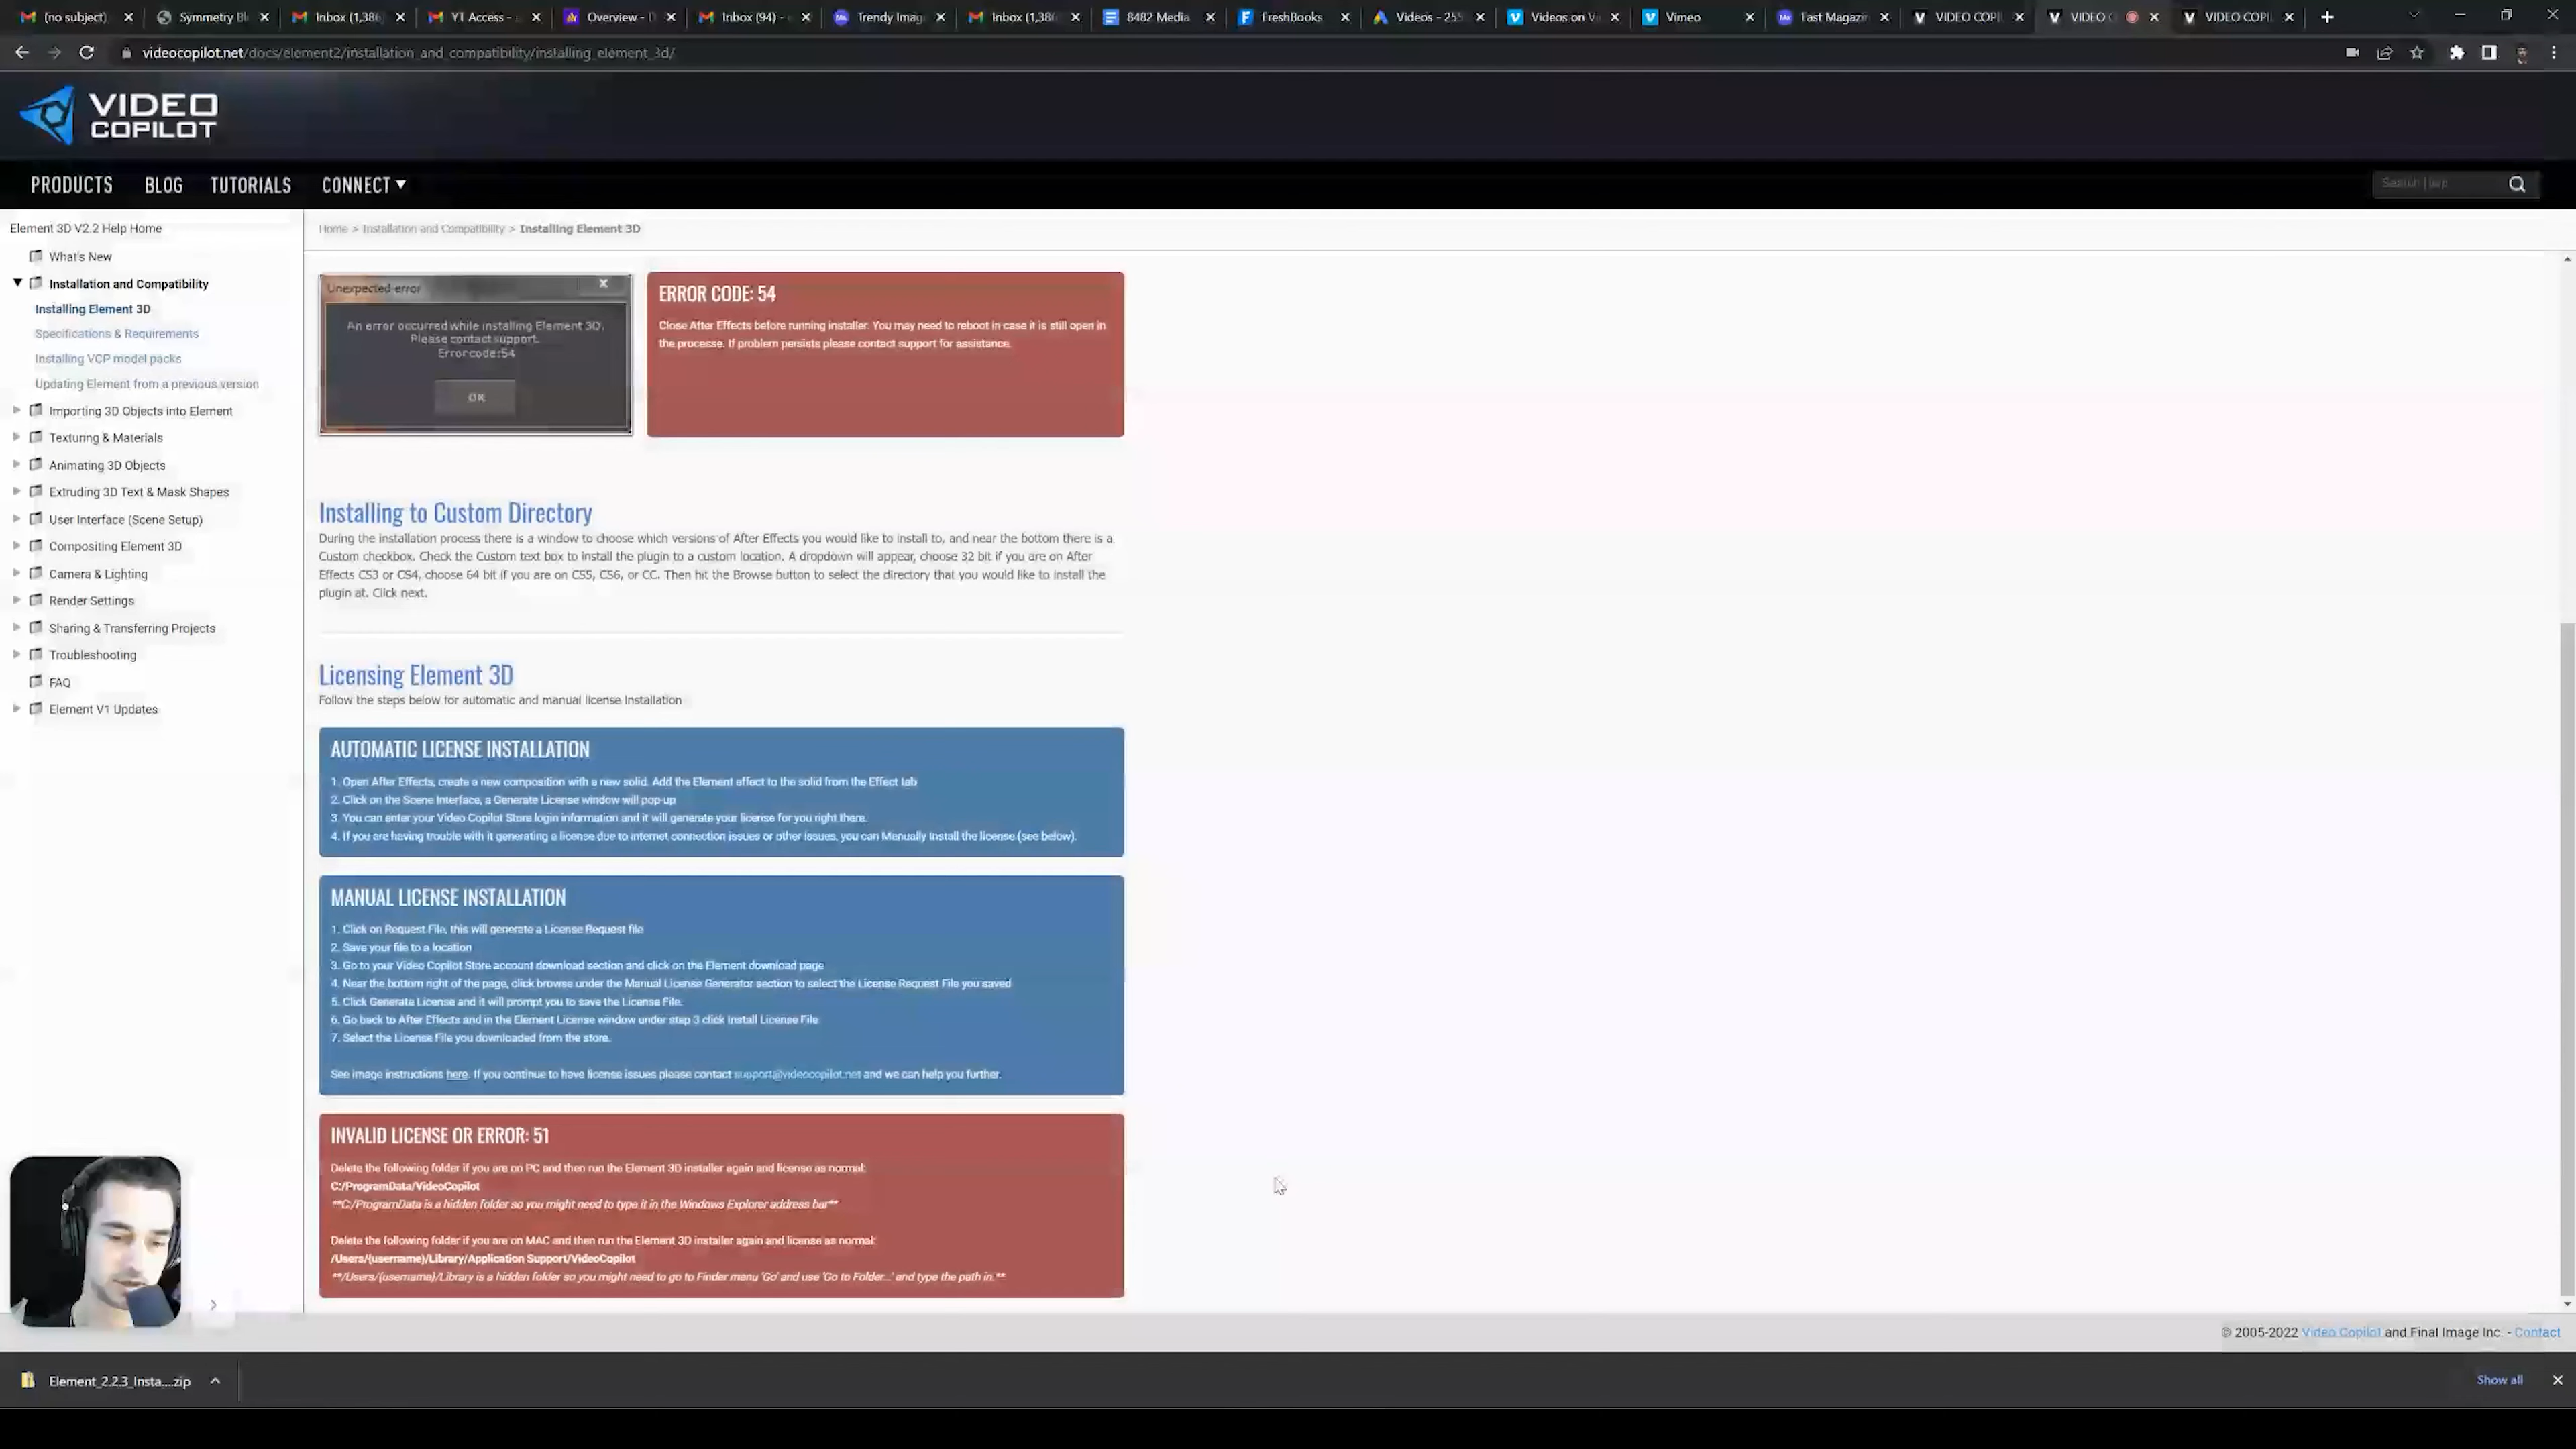 (no subject)
Symmetry Bl
Inbox (1,386
YT Access -
Overview - D
Inbox (94) -
Trendy Imag
Inbox (1,386
8482 Media
FreshBooks
Videos - 255
Videos on Vi
Vimeo
Fast Magazin
VIDEO COPI
VIDEO C
VIDEO COPI
videocopilot.net/docs/element2/installation_and_compatibility/installing_element_3d/
VIDEO
COPILOT
PRODUCTS
BLOG
TUTORIALS
CONNECT
Element 3D V2.2 Help Home
What's New
Installation and Compatibility
Installing Element 3D
Specifications & Requirements
Installing VCP model packs
Updating Element from a previous version
Importing 3D Objects into Element
Texturing & Materials
Animating 3D Objects
Extruding 3D Text & Mask Shapes
User Interface (Scene Setup)
Compositing Element 3D
Camera & Lighting
Render Settings
Sharing & Transferring Projects
Troubleshooting
FAQ
Element V1 Updates
Home > Installation and Compatibility > Installing Element 3D
Unexpected error
An error occurred while installing Element 3D.
Please contact support.
Error code:54
OK
ERROR CODE: 54
Close After Effects before running installer. You may need to reboot in case it is still open in
the processe. If problem persists please contact support for assistance.
Installing to Custom Directory
During the installation process there is a window to choose which versions of After Effects you would like to install to, and near the bottom there is a
Custom checkbox. Check the Custom text box to install the plugin to a custom location. A dropdown will appear, choose 32 bit if you are on After
Effects CS3 or CS4, choose 64 bit if you are on CS5, CS6, or CC. Then hit the Browse button to select the directory that you would like to install the
plugin at. Click next.
Licensing Element 3D
Follow the steps below for automatic and manual license Installation
AUTOMATIC LICENSE INSTALLATION
1. Open After Effects, create a new composition with a new solid. Add the Element effect to the solid from the Effect tab
2. Click on the Scene Interface, a Generate License window will pop-up
3. You can enter your Video Copilot Store login information and it will generate your license for you right there.
4. If you are having trouble with it generating a license due to internet connection issues or other issues, you can Manually Install the license (see below).
MANUAL LICENSE INSTALLATION
1. Click on Request File, this will generate a License Request file
2. Save your file to a location
3. Go to your Video Copilot Store account download section and click on the Element download page
4. Near the bottom right of the page, click browse under the Manual License Generator section to select the License Request File you saved
5. Click Generate License and it will prompt you to save the License File.
6. Go back to After Effects and in the Element License window under step 3 click Install License File
7. Select the License File you downloaded from the store.
See image instructions here. If you continue to have license issues please contact support@videocopilot.net and we can help you further.
INVALID LICENSE OR ERROR: 51
Delete the following folder if you are on PC and then run the Element 3D installer again and license as normal:
C:/ProgramData/VideoCopilot
**C:/ProgramData is a hidden folder so you might need to type it in the Windows Explorer address bar**
Delete the following folder if you are on MAC and then run the Element 3D installer again and license as normal:
/Users/{username}/Library/Application Support/VideoCopilot
**/Users/{username}/Library is a hidden folder so you might need to go to Finder menu 'Go' and use 'Go to Folder...' and type the path in.**
© 2005-2022 Video Copilot and Final Image Inc. - Contact
Element_2.2.3_Insta....zip
Show all